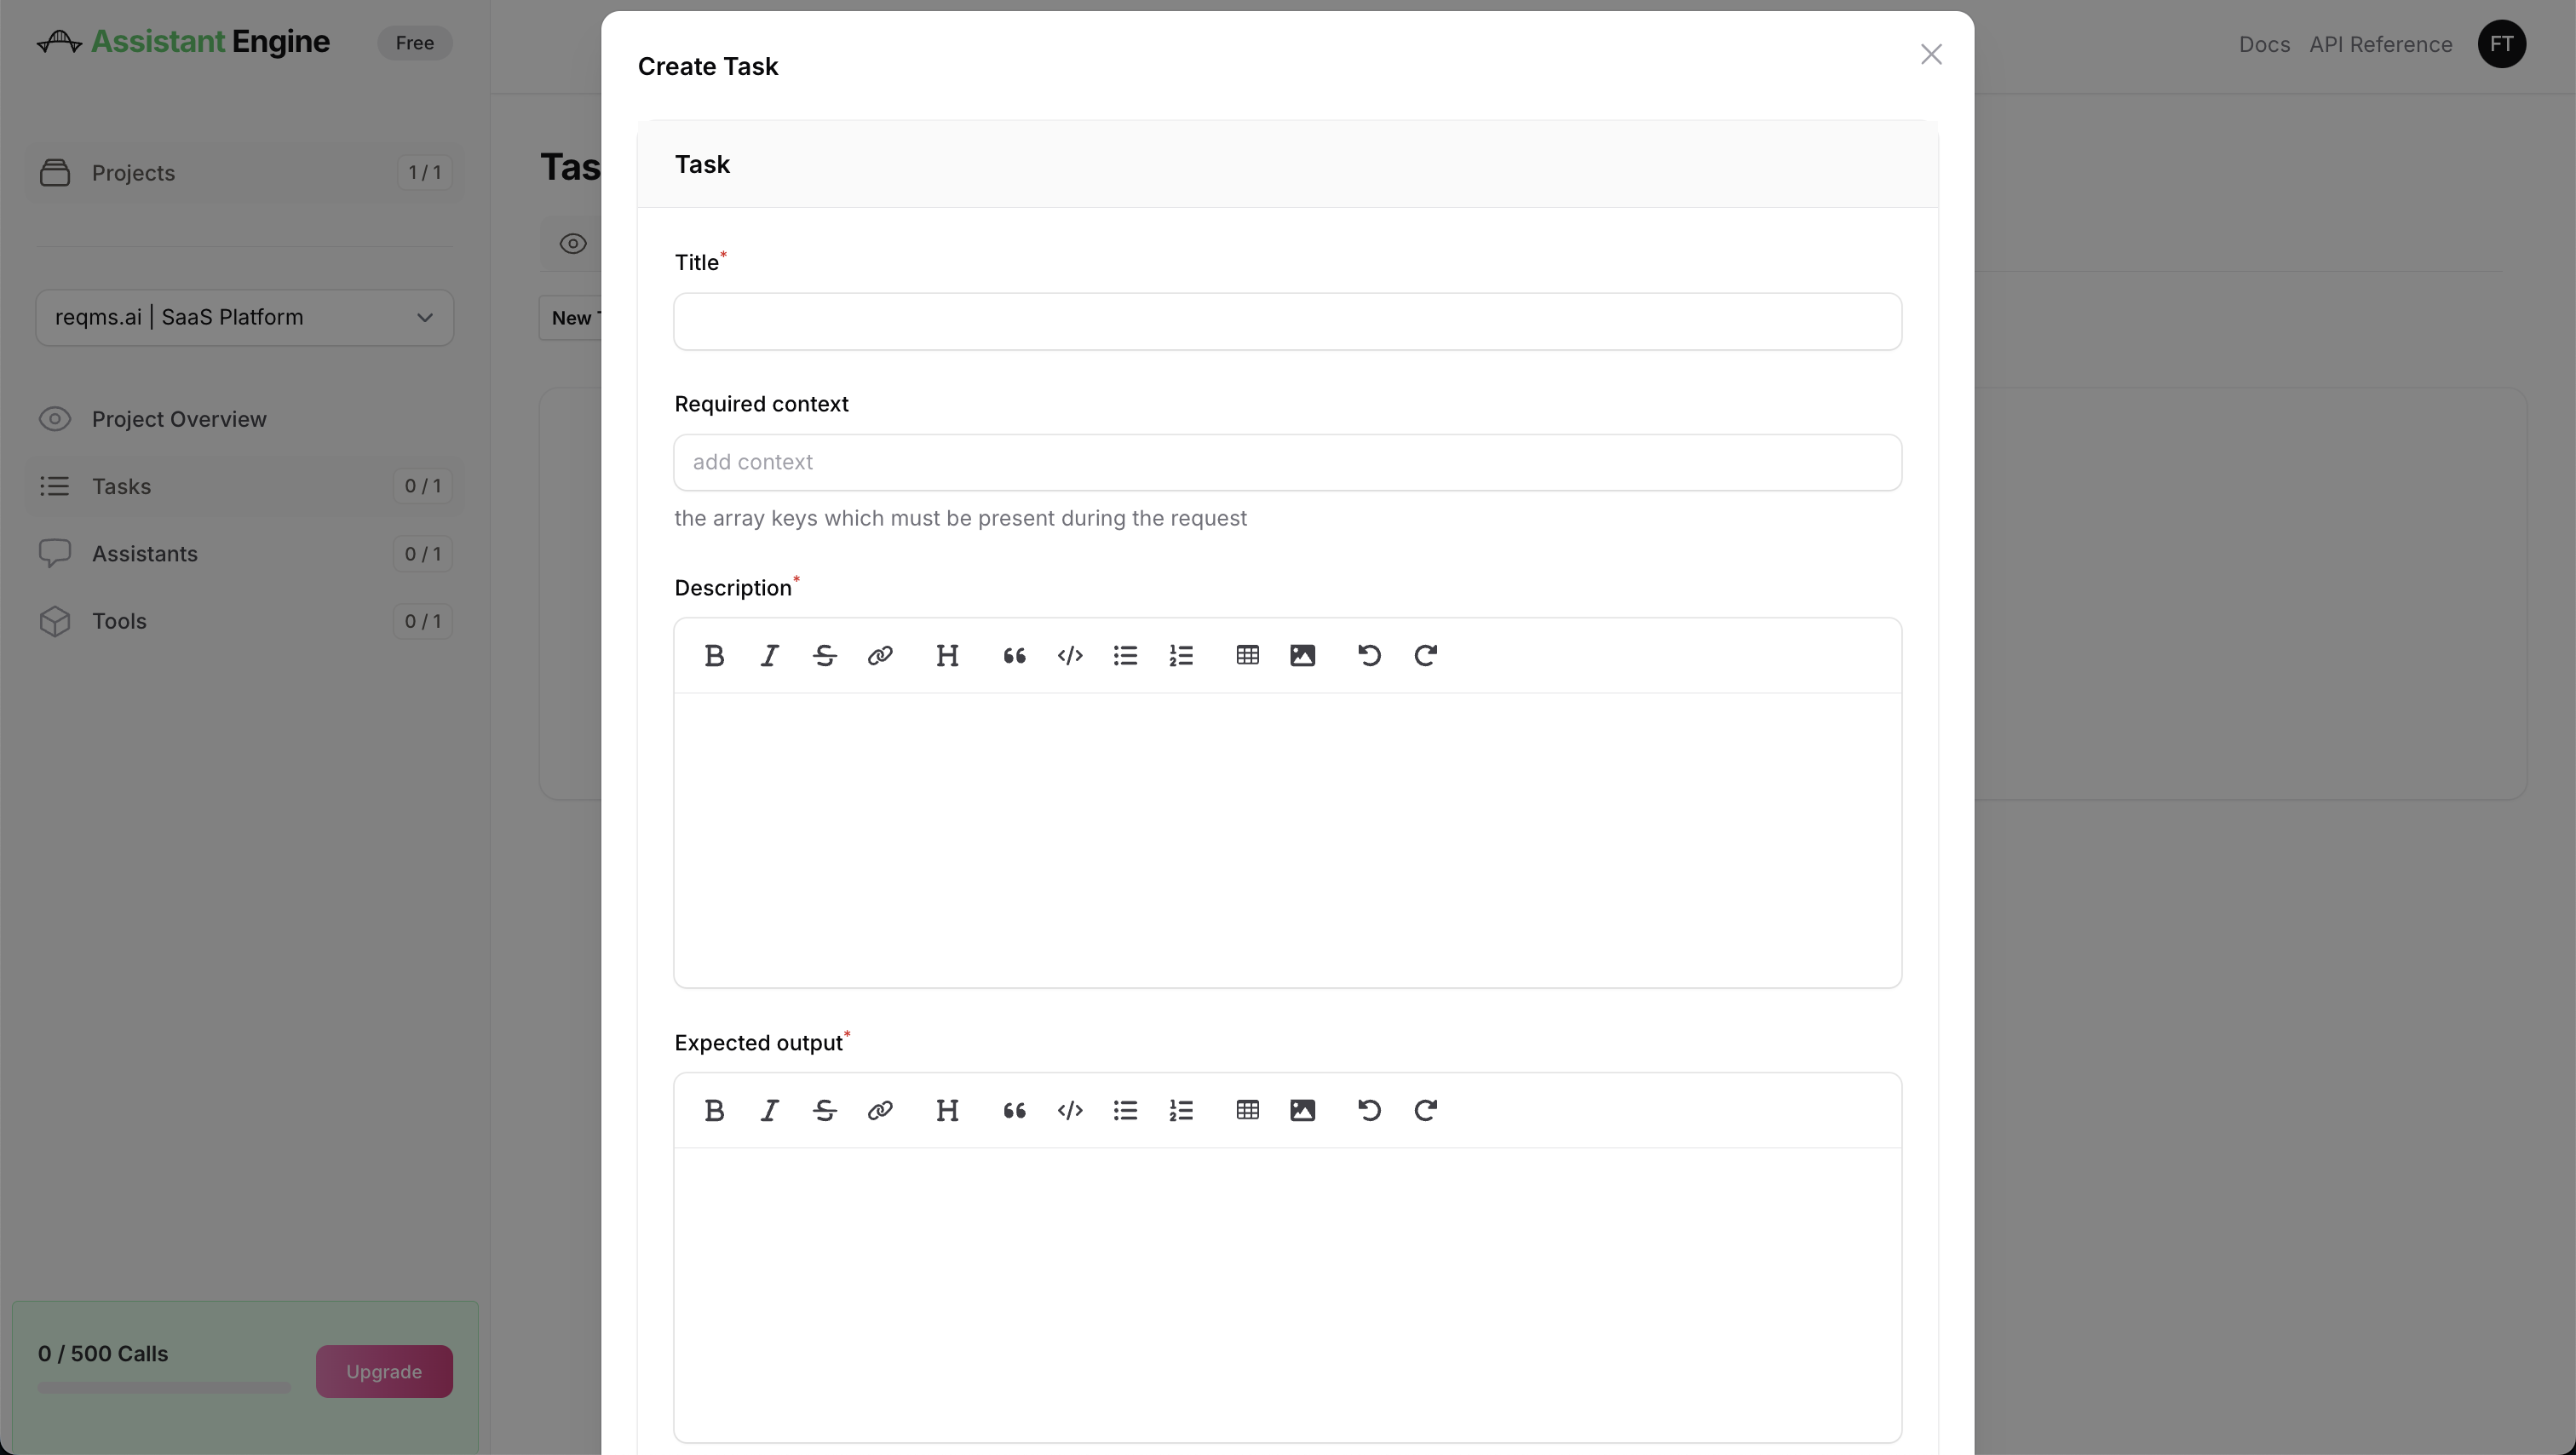 Assistant Engine
Free
Projects
1 / 1
reqms.ai | SaaS Platform
Project Overview
Tasks
0 / 1
Assistants
0 / 1
Tools
0 / 1
0 / 500 Calls
Upgrade
Docs
API Reference
FT
Tas
New
Create Task
Task
Title*
Required context
add context
the array keys which must be present during the request
Description*
Expected output*